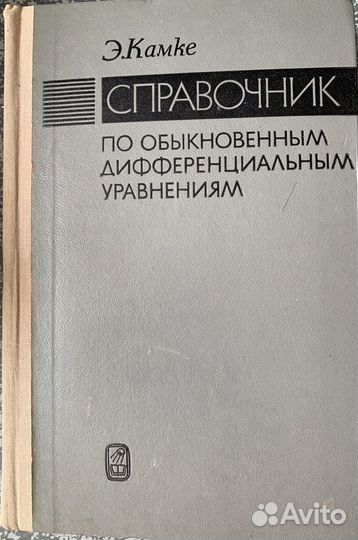 Э.Камке
СПРАВОЧНИК
ПО ОБЫКНОВЕННЫМ
ДИФФЕРЕНЦИАЛЬНЫМ
УРАВНЕНИЯМ
Avito